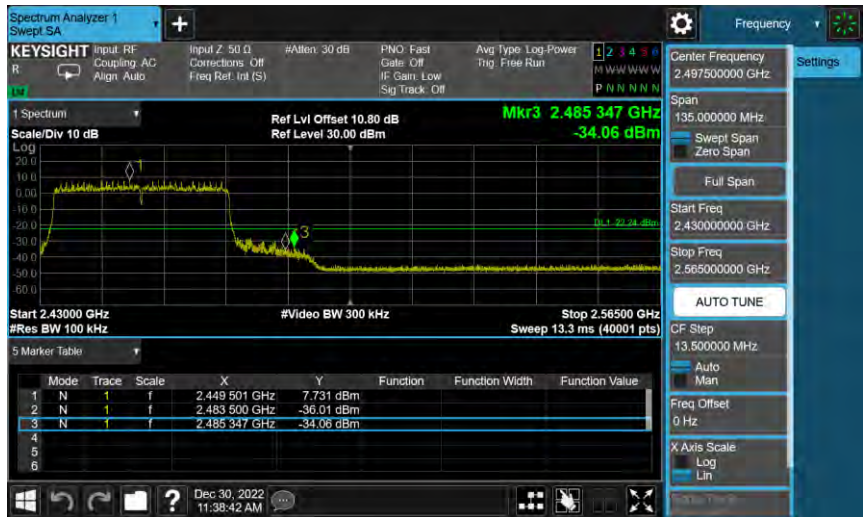 Spectrum Analyzer 1
Swept SA
+
Frequency
KEYSIGHT
Input: RF
Coupling: AC
Align: Auto
Input Z: 50 Ω
Corrections: Off
Freq Ref: Int (S)
#Atten: 30 dB
PNO: Fast
Gate: Off
IF Gain: Low
Sig Track: Off
Avg Type: Log-Power
Trig: Free Run
1 2 3 4 5 6
M W W W W W
P N N N N N
R
Settings
Center Frequency
2.497500000 GHz
Span
135.000000 MHz
Swept Span
Zero Span
Full Span
Start Freq
2.430000000 GHz
Stop Freq
2.565000000 GHz
AUTO TUNE
CF Step
13.500000 MHz
Auto
Man
Freq Offset
0 Hz
X Axis Scale
Log
Lin
1 Spectrum
Scale/Div 10 dB
Ref Lvl Offset 10.80 dB
Ref Level 30.00 dBm
Mkr3 2.485 347 GHz
-34.06 dBm
Log
20.0
10.0
0.00
-10.0
-20.0
-30.0
-40.0
-50.0
-60.0
1
3
DL1 -22.24 dBm
Start 2.43000 GHz
#Res BW 100 kHz
#Video BW 300 kHz
Stop 2.56500 GHz
Sweep 13.3 ms (40001 pts)
5 Marker Table
Mode Trace Scale X Y Function Function Width Function Value
1 N 1 f 2.449 501 GHz 7.731 dBm
2 N 1 f 2.483 500 GHz -36.01 dBm
3 N 1 f 2.485 347 GHz -34.06 dBm
4
5
6
?
Dec 30, 2022
11:38:42 AM